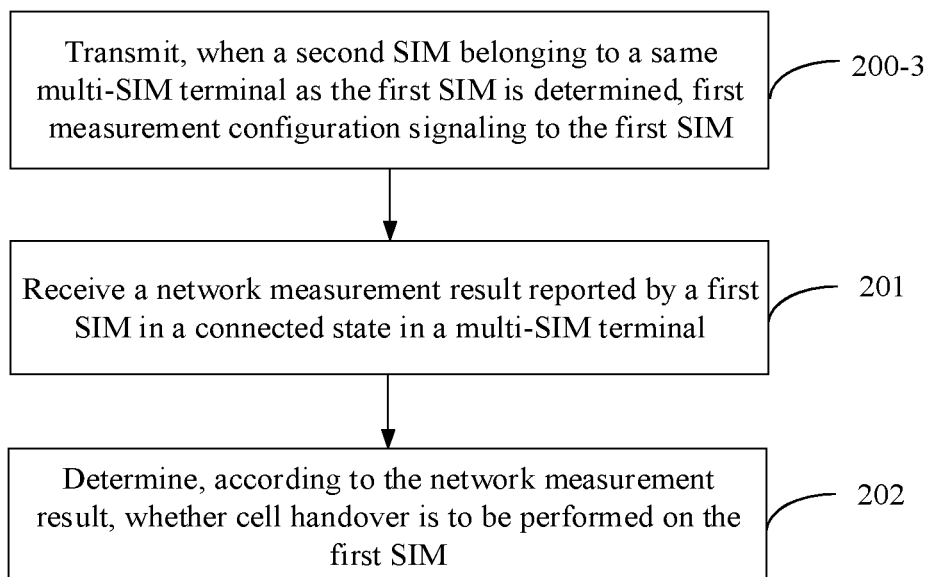 Transmit, when a second SIM belonging to a same
multi-SIM terminal as the first SIM is determined, first
measurement configuration signaling to the first SIM
200-3
Receive a network measurement result reported by a first
SIM in a connected state in a multi-SIM terminal
201
Determine, according to the network measurement
result, whether cell handover is to be performed on the
first SIM
202